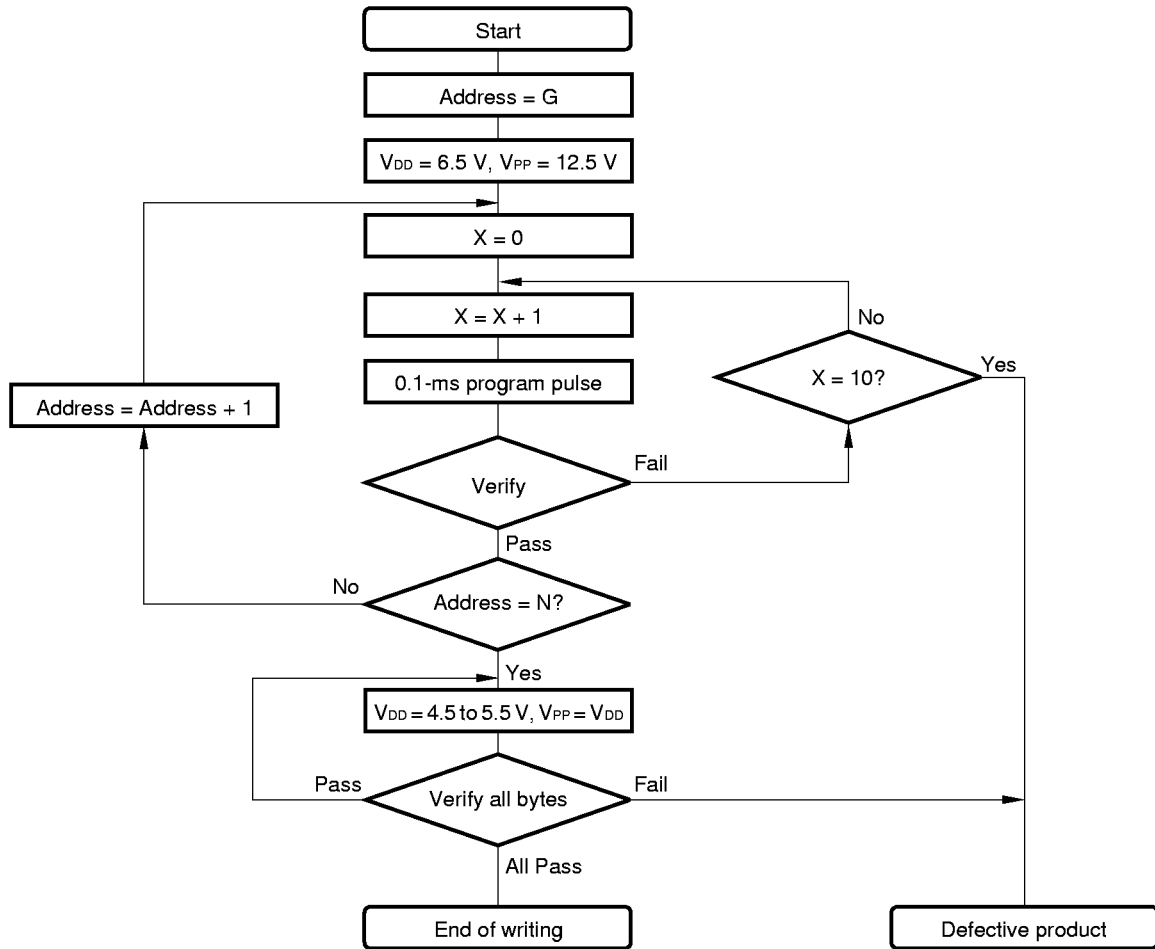 Start
Address = G
VDD = 6.5 V, VPP = 12.5 V
X = 0
X = X + 1
No
Yes
X = 10?
0.1-ms program pulse
Address = Address + 1
Fail
Verify
Pass
No
Address = N?
Yes
VDD = 4.5 to 5.5 V, VPP = VDD
Pass
Fail
Verify all bytes
All Pass
End of writing
Defective product